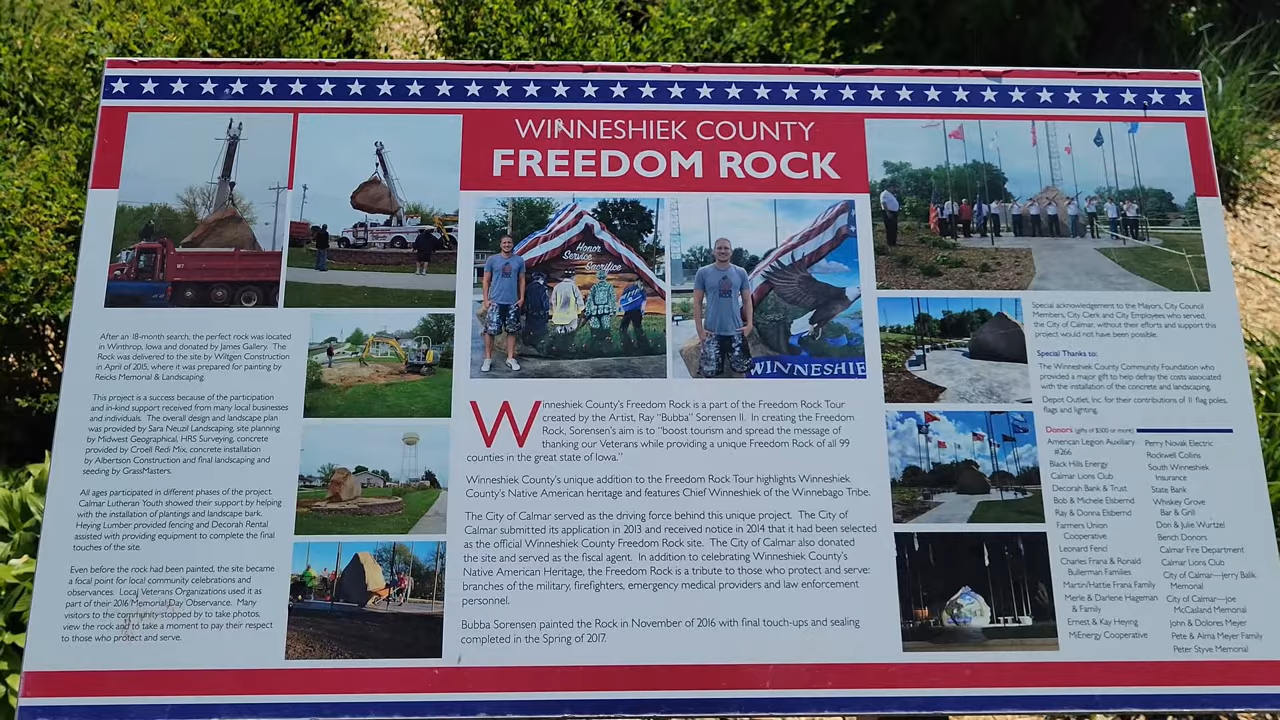 WINNESHIEK COUNTY
FREEDOM ROCK
Honor
Service
Sacrifice
WINNESHIE
After an 18-month search, the perfect rock was located
in Winthrop, Iowa and donated by James Gallery. The
Rock was delivered to the site by Wiltgen Construction
in April of 2015, where it was prepared for painting by
Reicks Memorial & Landscaping.
This project is a success because of the participation
and in-kind support received from many local businesses
and individuals. The overall design and landscape plan
was provided by Sara Neuzil Landscaping, site planning
by Midwest Geographical, HRS Surveying, concrete
provided by Croell Redi Mix, concrete installation
by Albertson Construction and final landscaping and
seeding by GrassMasters.
All ages participated in different phases of the project.
Calmar Lutheran Youth showed their support by helping
with the installation of plantings and landscape bark.
Heying Lumber provided fencing and Decorah Rental
assisted with providing equipment to complete the final
touches of the site.
Even before the rock had been painted, the site became
a focal point for local community celebrations and
observances. Local Veterans Organizations used it as
part of their 2016 Memorial Day Observance. Many
visitors to the community stopped by to take photos,
view the rock and to take a moment to pay their respect
to those who protect and serve.
Winneshiek County's Freedom Rock is a part of the Freedom Rock Tour
created by the Artist, Ray "Bubba" Sorensen II. In creating the Freedom
Rock, Sorensen's aim is to "boost tourism and spread the message of
thanking our Veterans while providing a unique Freedom Rock of all 99
counties in the great state of Iowa."
Winneshiek County's unique addition to the Freedom Rock Tour highlights Winneshiek
County's Native American heritage and features Chief Winneshiek of the Winnebago Tribe.
The City of Calmar served as the driving force behind this unique project. The City of
Calmar submitted its application in 2013 and received notice in 2014 that it had been selected
as the official Winneshiek County Freedom Rock site. The City of Calmar also donated
the site and served as the fiscal agent. In addition to celebrating Winneshiek County's
Native American Heritage, the Freedom Rock is a tribute to those who protect and serve:
branches of the military, firefighters, emergency medical providers and law enforcement
personnel.
Bubba Sorensen painted the Rock in November of 2016 with final touch-ups and sealing
completed in the Spring of 2017.
Special acknowledgement to the Mayors, City Council
Members, City Clerk and City Employees who served,
the City of Calmar, without their efforts and support this
project would not have been possible.
Special Thanks to:
The Winneshiek County Community Foundation who
provided a major gift to help defray the costs associated
with the installation of the concrete and landscaping.
Depot Outlet, Inc. for their contributions of 11 flag poles,
flags and lighting.
Donors (gifts of $500 or more)
American Legion Auxiliary
#266
Black Hills Energy
Calmar Lions Club
Decorah Bank & Trust
Bob & Michele Elsbernd
Ray & Donna Elsbernd
Farmers Union
Cooperative
Leonard Fencl
Charles Frana & Ronald
Bullerman Families
Martin/Hattie Frana Family
Merle & Darlene Hageman
& Family
Ernest & Kay Heying
MiEnergy Cooperative
Perry Novak Electric
Rockwell Collins
South Winneshiek
Insurance
State Bank
Whiskey Grove
Bar & Grill
Don & Julie Wurtzel
Bench Donors
Calmar Fire Department
Calmar Lions Club
City of Calmar—Jerry Balik
Memorial
City of Calmar—Joe
McCasland Memorial
John & Dolores Meyer
Pete & Alma Meyer Family
Peter Styve Memorial